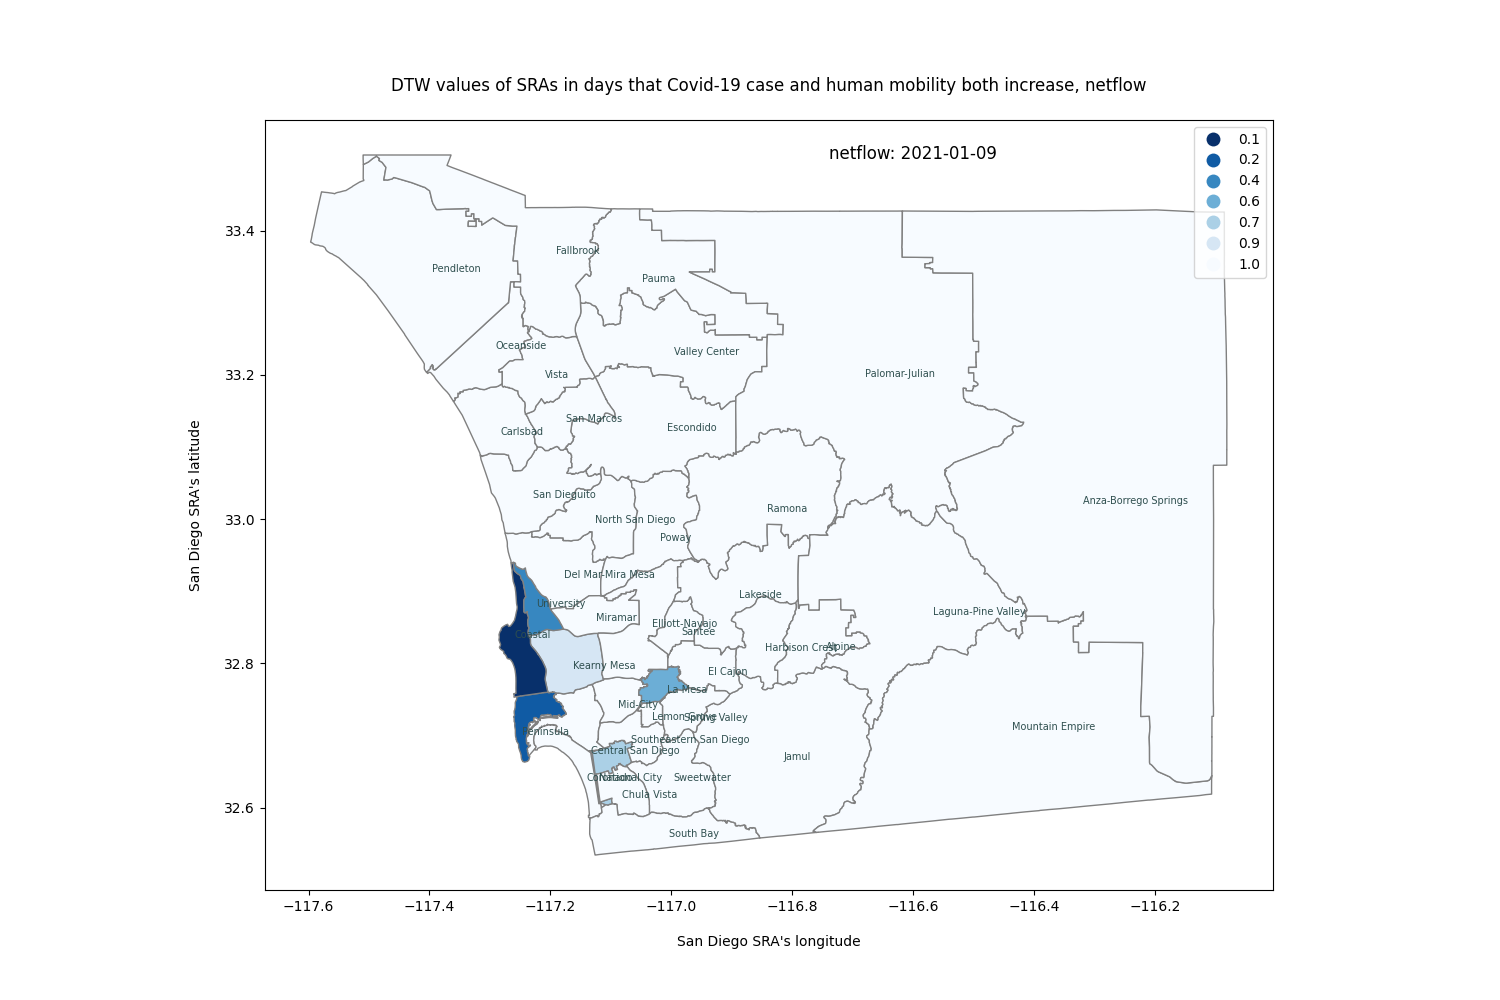 DTW values of SRAs in days that Covid-19 case and human mobility both increase, netflow
netflow: 2021-01-09
0.1
0.2
0.4
0.6
0.7
0.9
1.0
33.4
33.2
33.0
32.8
32.6
San Diego SRA's latitude
Fallbrook
Pendleton
Pauma
Oceanside
Valley Center
Vista
Palomar-Julian
San Marcos
Carlsbad
Escondido
San Dieguito
Anza-Borrego Springs
Ramona
North San Diego
Poway
Del Mar-Mira Mesa
Lakeside
University
Laguna-Pine Valley
Miramar
Elliott-Navajo
Santee
Coastal
Harbison Crest
Alpine
Kearny Mesa
El Cajon
La Mesa
Mid-City
Lemon Grove
Spring Valley
Mountain Empire
Peninsula
Southeastern San Diego
Central San Diego
Jamul
Coronado
National City
Sweetwater
Chula Vista
South Bay
−117.6
−117.4
−117.2
−117.0
−116.8
−116.6
−116.4
−116.2
San Diego SRA's longitude